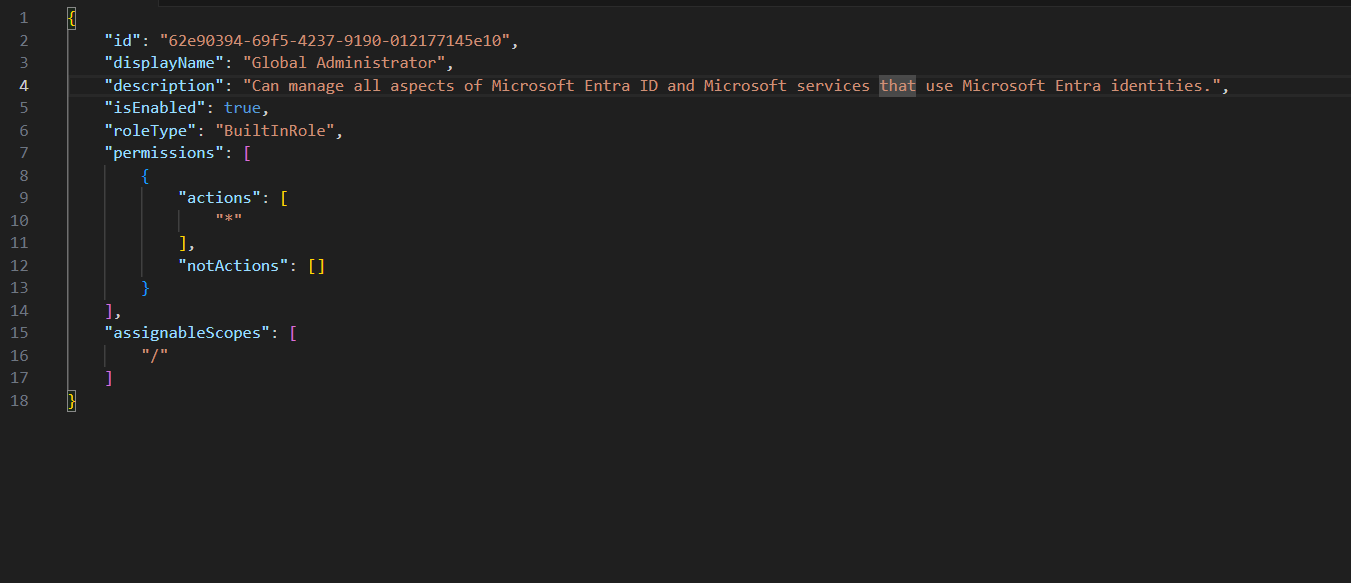 1 {
2 "id": "62e90394-69f5-4237-9190-012177145e10",
3 "displayName": "Global Administrator",
4 "description": "Can manage all aspects of Microsoft Entra ID and Microsoft services that use Microsoft Entra identities.",
5 "isEnabled": true,
6 "roleType": "BuiltInRole",
7 "permissions": [
8 {
9 "actions": [
10 "*"
11 ],
12 "notActions": []
13 }
14 ],
15 "assignableScopes": [
16 "/"
17 ]
18 }